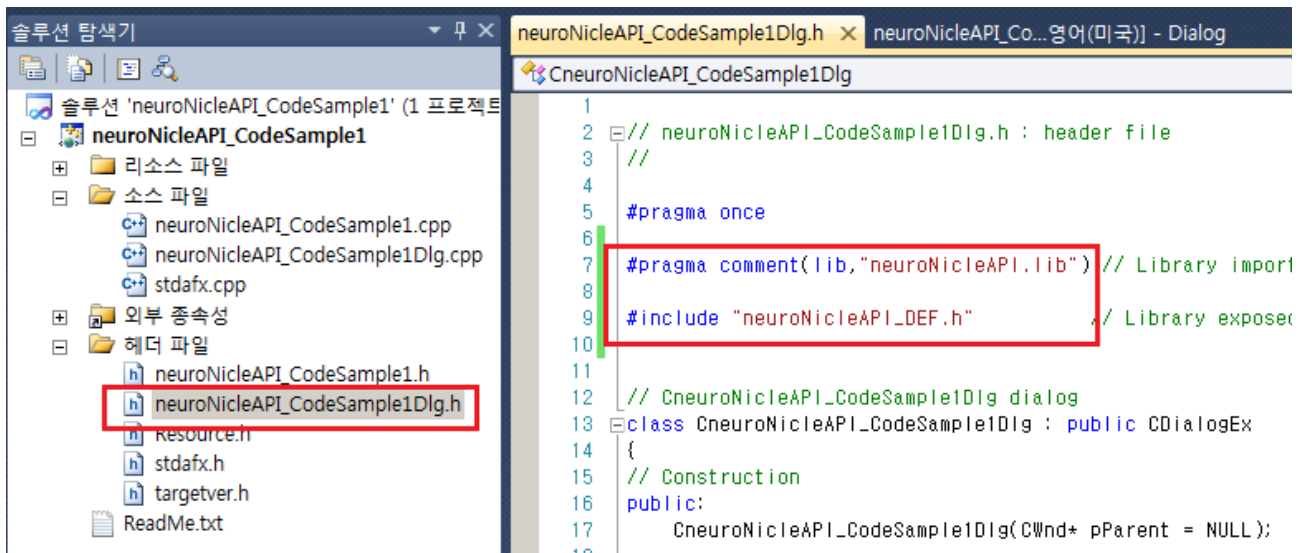 솔루션 탐색기
솔루션 'neuroNicleAPI_CodeSample1' (1 프로젝트
neuroNicleAPI_CodeSample1
리소스 파일
소스 파일
neuroNicleAPI_CodeSample1.cpp
neuroNicleAPI_CodeSample1Dlg.cpp
stdafx.cpp
외부 종속성
헤더 파일
neuroNicleAPI_CodeSample1.h
neuroNicleAPI_CodeSample1Dlg.h
Resource.h
stdafx.h
targetver.h
ReadMe.txt
neuroNicleAPI_CodeSample1Dlg.h
neuroNicleAPI_Co...영어(미국)] - Dialog
CneuroNicleAPI_CodeSample1Dlg
1
2 // neuroNicleAPI_CodeSample1Dlg.h : header file
3 //
4
5 #pragma once
6
7 #pragma comment(lib,"neuroNicleAPI.lib") // Library import
8
9 #include "neuroNicleAPI_DEF.h" // Library exposed
10
11
12 // CneuroNicleAPI_CodeSample1Dlg dialog
13 class CneuroNicleAPI_CodeSample1Dlg : public CDialogEx
14 {
15 // Construction
16 public:
17 CneuroNicleAPI_CodeSample1Dlg(CWnd* pParent = NULL);